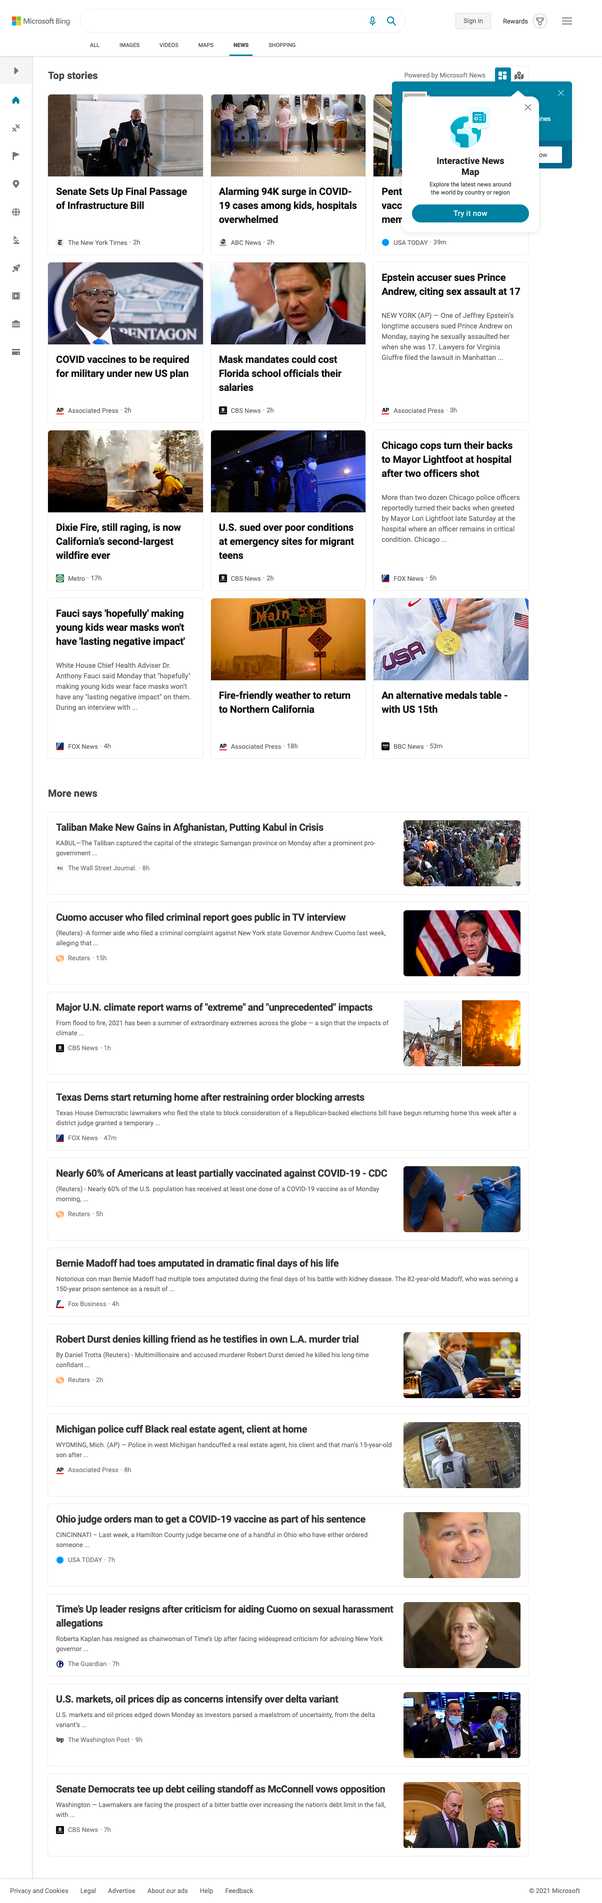 Microsoft Bing
Sign in
Rewards
ALL
IMAGES
VIDEOS
MAPS
NEWS
SHOPPING
Top stories
Powered by Microsoft News
Interactive News
Map
Explore the latest news around
the world by country or region
Try it now
Senate Sets Up Final Passage
of Infrastructure Bill
The New York Times · 2h
Alarming 94K surge in COVID-
19 cases among kids, hospitals
overwhelmed
ABC News · 2h
Pent
vacc
mem
USA TODAY · 39m
PENTAGON
COVID vaccines to be required
for military under new US plan
AP Associated Press · 2h
Mask mandates could cost
Florida school officials their
salaries
CBS News · 2h
Epstein accuser sues Prince
Andrew, citing sex assault at 17
NEW YORK (AP) — One of Jeffrey Epstein's
longtime accusers sued Prince Andrew on
Monday, saying he sexually assaulted her
when she was 17. Lawyers for Virginia
Giuffre filed the lawsuit in Manhattan ...
AP Associated Press · 3h
Dixie Fire, still raging, is now
California's second-largest
wildfire ever
Metro · 17h
U.S. sued over poor conditions
at emergency sites for migrant
teens
CBS News · 2h
Chicago cops turn their backs
to Mayor Lightfoot at hospital
after two officers shot
More than two dozen Chicago police officers
reportedly turned their backs when greeted
by Mayor Lori Lightfoot late Saturday at the
hospital where an officer remains in critical
condition. Chicago ...
FOX News · 5h
Fauci says 'hopefully' making
young kids wear masks won't
have 'lasting negative impact'
White House Chief Health Adviser Dr.
Anthony Fauci said Monday that "hopefully"
making young kids wear face masks won't
have any "lasting negative impact" on them.
During an interview with ...
FOX News · 4h
Main St
Fire-friendly weather to return
to Northern California
AP Associated Press · 18h
USA
An alternative medals table -
with US 15th
BBC News · 53m
More news
Taliban Make New Gains in Afghanistan, Putting Kabul in Crisis
KABUL—The Taliban captured the capital of the strategic Samangan province on Monday after a prominent pro-
government ...
The Wall Street Journal. · 8h
Cuomo accuser who filed criminal report goes public in TV interview
(Reuters) -A former aide who filed a criminal complaint against New York state Governor Andrew Cuomo last week,
alleging that ...
Reuters · 15h
Major U.N. climate report warns of "extreme" and "unprecedented" impacts
From flood to fire, 2021 has been a summer of extraordinary extremes across the globe — a sign that the impacts of
climate ...
CBS News · 1h
Texas Dems start returning home after restraining order blocking arrests
Texas House Democratic lawmakers who fled the state to block consideration of a Republican-backed elections bill have begun returning home this week after a
district judge granted a temporary ...
FOX News · 47m
Nearly 60% of Americans at least partially vaccinated against COVID-19 - CDC
(Reuters) - Nearly 60% of the U.S. population has received at least one dose of a COVID-19 vaccine as of Monday
morning, ...
Reuters · 5h
Bernie Madoff had toes amputated in dramatic final days of his life
Notorious con man Bernie Madoff had multiple toes amputated during the final days of his battle with kidney disease. The 82-year-old Madoff, who was serving a
150-year prison sentence as a result of ...
Fox Business · 4h
Robert Durst denies killing friend as he testifies in own L.A. murder trial
By Daniel Trotta (Reuters) - Multimillionaire and accused murderer Robert Durst denied he killed his long-time
confidant ...
Reuters · 2h
Michigan police cuff Black real estate agent, client at home
WYOMING, Mich. (AP) — Police in west Michigan handcuffed a real estate agent, his client and that man's 15-year-old
son after ...
AP Associated Press · 8h
Ohio judge orders man to get a COVID-19 vaccine as part of his sentence
CINCINNATI – Last week, a Hamilton County judge became one of a handful in Ohio who have either ordered
someone ...
USA TODAY · 7h
Time's Up leader resigns after criticism for aiding Cuomo on sexual harassment
allegations
Roberta Kaplan has resigned as chairwoman of Time's Up after facing widespread criticism for advising New York
governor ...
The Guardian · 7h
U.S. markets, oil prices dip as concerns intensify over delta variant
U.S. markets and oil prices edged down Monday as investors parsed a maelstrom of uncertainty, from the delta
variant's ...
The Washington Post · 9h
Senate Democrats tee up debt ceiling standoff as McConnell vows opposition
Washington — Lawmakers are facing the prospect of a bitter battle over increasing the nation's debt limit in the fall,
with ...
CBS News · 7h
Privacy and Cookies
Legal
Advertise
About our ads
Help
Feedback
© 2021 Microsoft